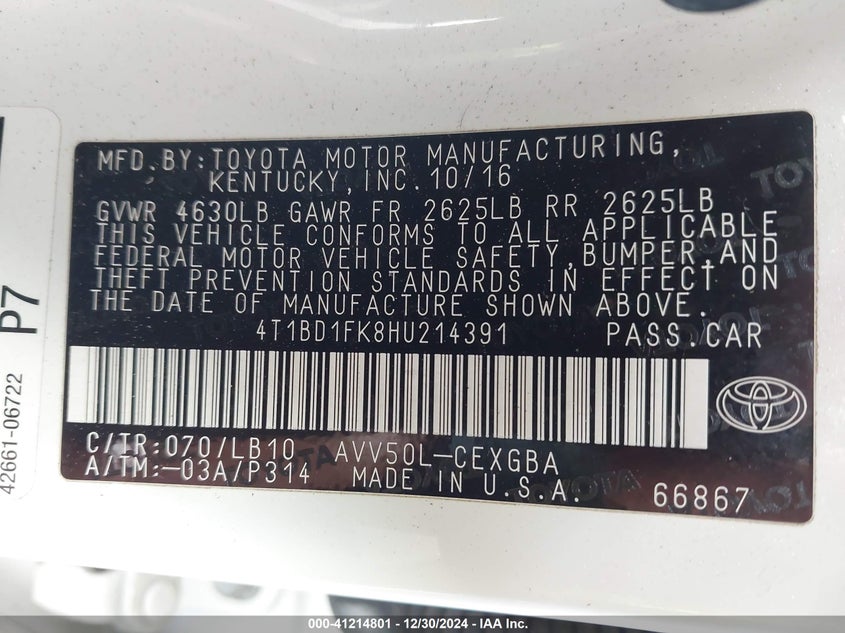 MFD.BY:TOYOTA MOTOR MANUFACTURING,
KENTUCKY,INC.10/16
GVWR 4630LB GAWR FR 2625LB RR 2625LB
THIS VEHICLE CONFORMS TO ALL APPLICABLE
FEDERAL MOTOR VEHICLE SAFETY,BUMPER,AND
THEFT PREVENTION STANDARDS IN EFFECT ON
THE DATE OF MANUFACTURE SHOWN ABOVE.
4T1BD1FK8HU214391 PASS.CAR
C/TR:070/LB10 AVV50L-CEXGBA
A/TM:-03A/P314 MADE IN U.S.A. 66867
P7
42661-06722
000-41214801 - 12/30/2024 - IAA Inc.